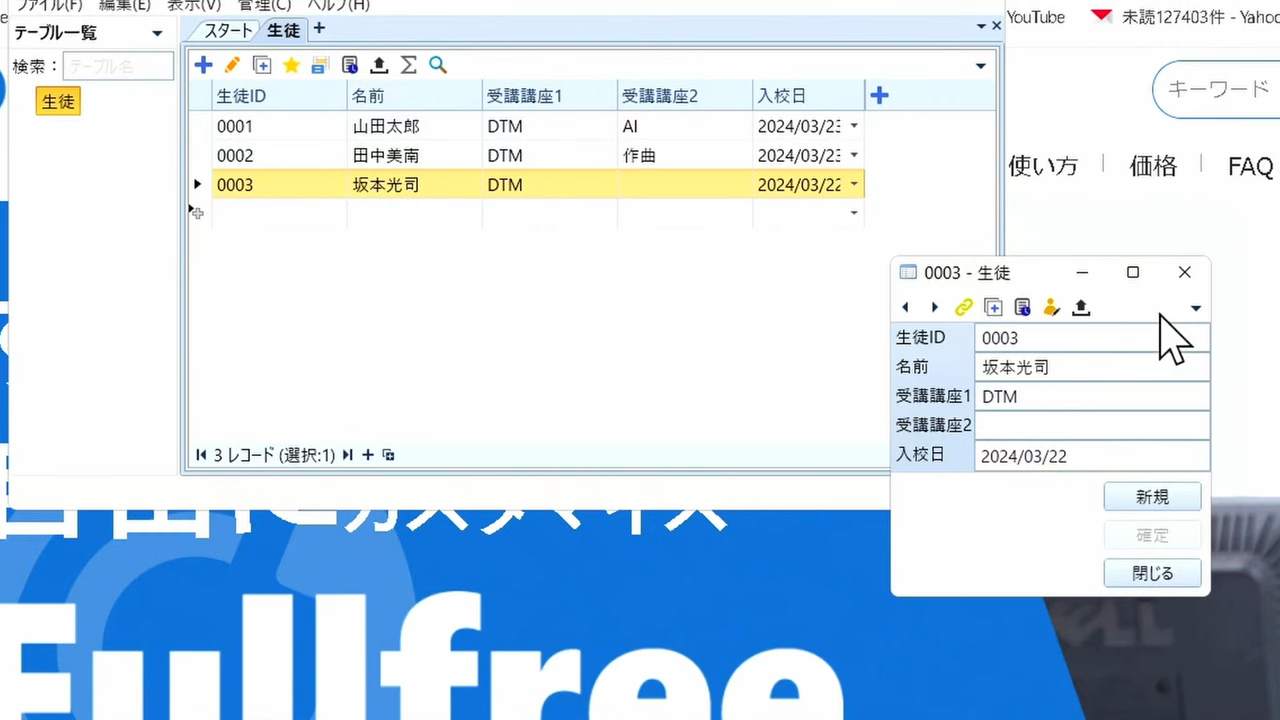 ファイル(F) 編集(E) 表示(V) 管理(C) ヘルプ(H)
YouTube 未読127403件 - Yahoo
テーブル一覧
スタート 生徒
検索： テーブル名
生徒
生徒ID 名前 受講講座1 受講講座2 入校日
0001 山田太郎 DTM AI 2024/03/23
0002 田中美南 DTM 作曲 2024/03/23
0003 坂本光司 DTM 2024/03/22
キーワード
使い方 価格 FAQ
3 レコード (選択:1)
0003 - 生徒
生徒ID 0003
名前 坂本光司
受講講座1 DTM
受講講座2
入校日 2024/03/22
新規
確定
閉じる
Fullfree
DELL